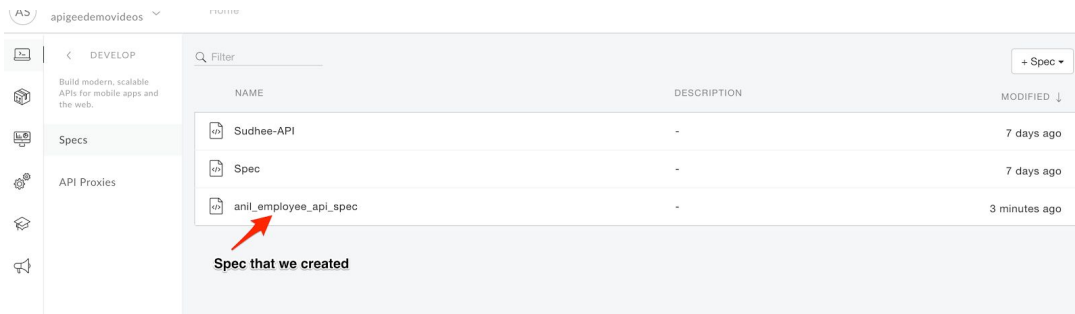 AS
apigeedemovideos
Home
DEVELOP
Build modern, scalable
APIs for mobile apps and
the web.
Specs
API Proxies
Filter
+ Spec
NAME DESCRIPTION MODIFIED ↓
Sudhee-API - 7 days ago
Spec - 7 days ago
anil_employee_api_spec - 3 minutes ago
Spec that we created